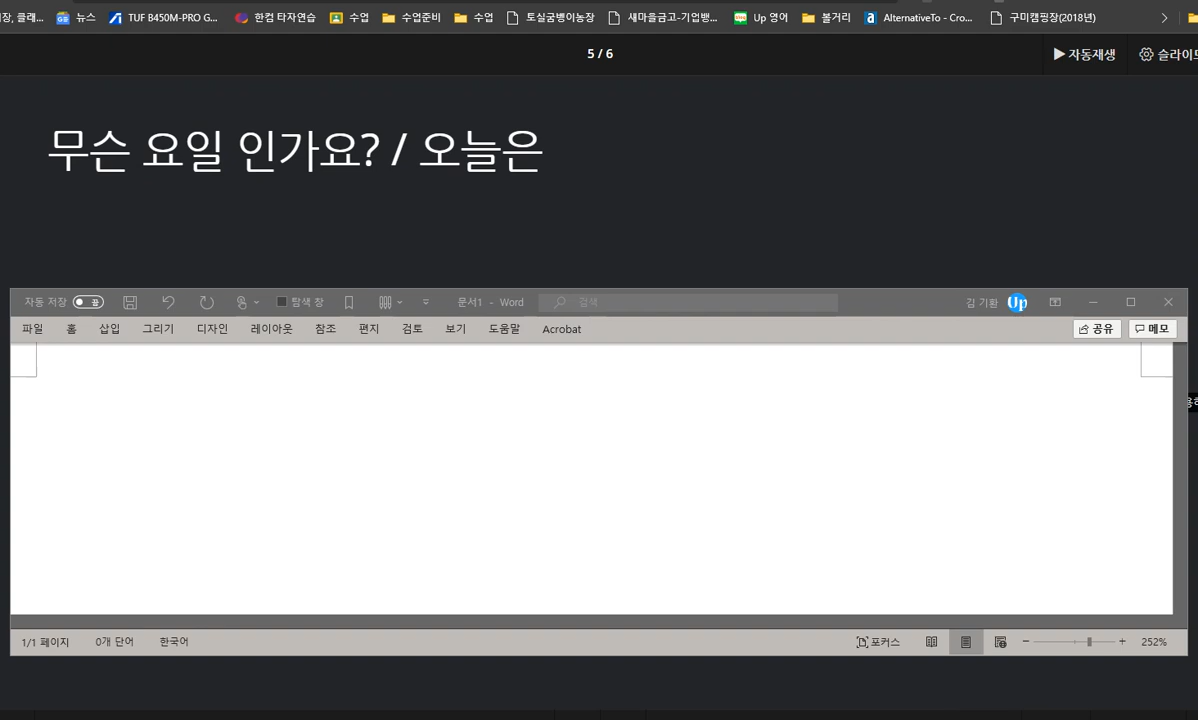 장, 클래... 뉴스 TUF B450M-PRO G... 한컴 타자연습 수업 수업준비 수업 토실굼벵이농장 새마을금고-기업뱅... Up 영어 볼거리 AlternativeTo - Cro... 구미캠핑장(2018년)
5 / 6 자동재생 슬라이드
무슨 요일 인가요? / 오늘은
자동 저장 끔 탐색 창 문서1 - Word 검색 김 기환 Up
파일 홈 삽입 그리기 디자인 레이아웃 참조 편지 검토 보기 도움말 Acrobat 공유 메모
1/1 페이지 0개 단어 한국어 포커스 252%